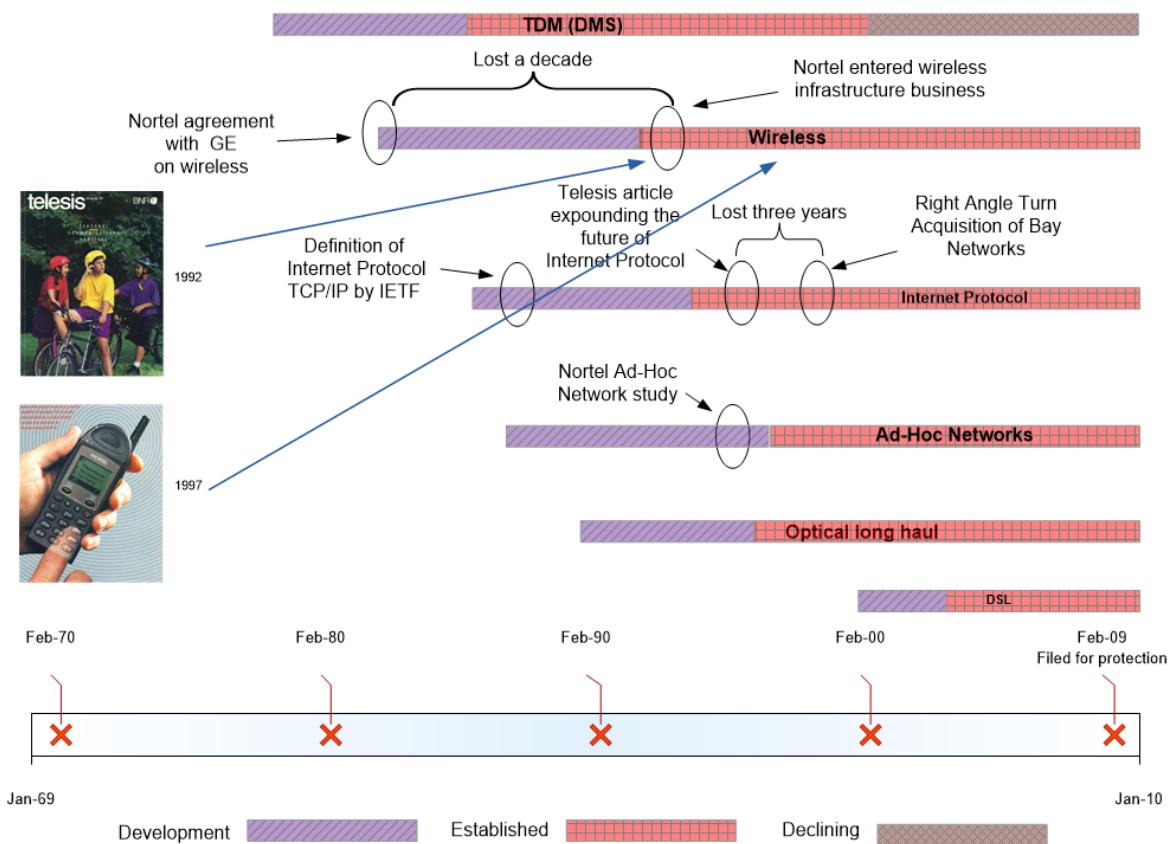 TDM (DMS)
Lost a decade
Nortel entered wireless
infrastructure business
Nortel agreement
with GE
on wireless
Wireless
telesis
BNR
PERSONAL
COMMUNICATIONS
SERVICES
1992
Definition of
Internet Protocol
TCP/IP by IETF
Telesis article
expounding the
future of
Internet Protocol
Lost three years
Right Angle Turn
Acquisition of Bay
Networks
Internet Protocol
Nortel Ad-Hoc
Network study
Ad-Hoc Networks
1997
Optical long haul
DSL
Feb-70
Feb-80
Feb-90
Feb-00
Feb-09
Filed for protection
Jan-69
Jan-10
Development
Established
Declining